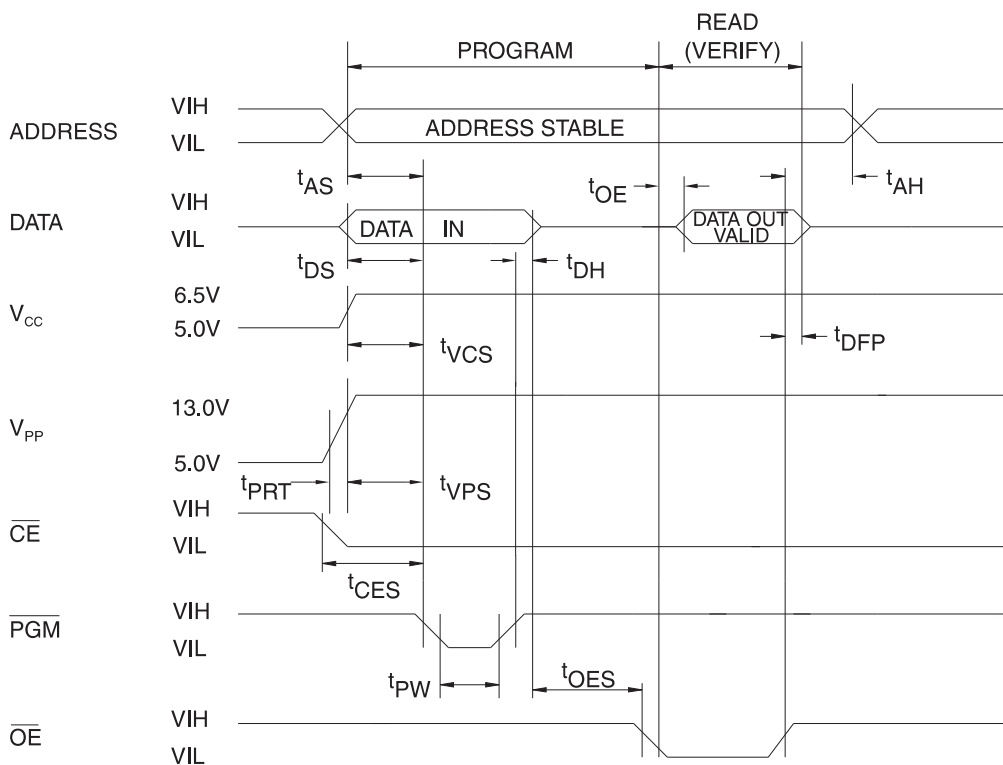 READ
PROGRAM (VERIFY)
ADDRESS VIH
VIL
ADDRESS STABLE
tAS tOE tAH
DATA VIH
VIL
DATA IN
DATA OUT
VALID
tDS tDH
VCC 6.5V
5.0V
tVCS tDFP
VPP 13.0V
5.0V
tPRT tVPS
CE VIH
VIL
tCES
PGM VIH
VIL
tPW tOES
OE VIH
VIL